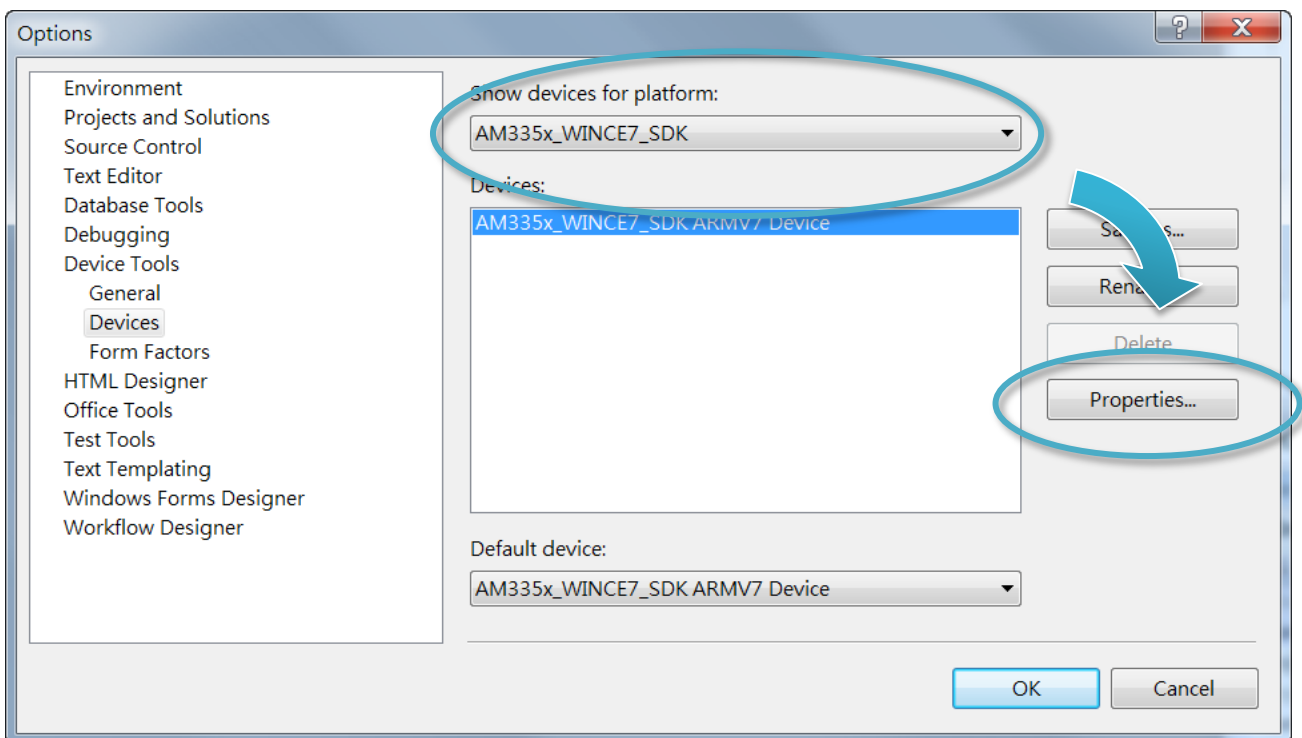 Options
Environment
Projects and Solutions
Source Control
Text Editor
Database Tools
Debugging
Device Tools
General
Devices
Form Factors
HTML Designer
Office Tools
Test Tools
Text Templating
Windows Forms Designer
Workflow Designer
Show devices for platform:
AM335x_WINCE7_SDK
Devices:
AM335x_WINCE7_SDK ARMV7 Device
Delete
Properties...
Default device:
AM335x_WINCE7_SDK ARMV7 Device
OK
Cancel